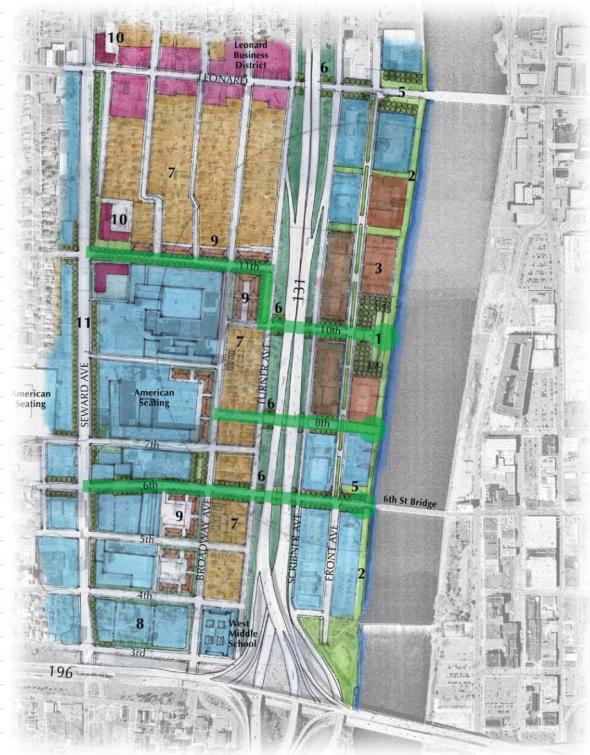 10
Leonard
Business
District
6
LEONARD
5
7
2
10
9
11th
3
131
9
6
11
10th
1
7
TURNER AVE
SEWARD AVE
American
Seating
American
Seating
6
8th
7th
6
5
6th
6th St Bridge
9
BROADWAY AVE
7
SCRIBNER AVE
FRONT AVE
5th
2
4th
8
West
Middle
School
3rd
196